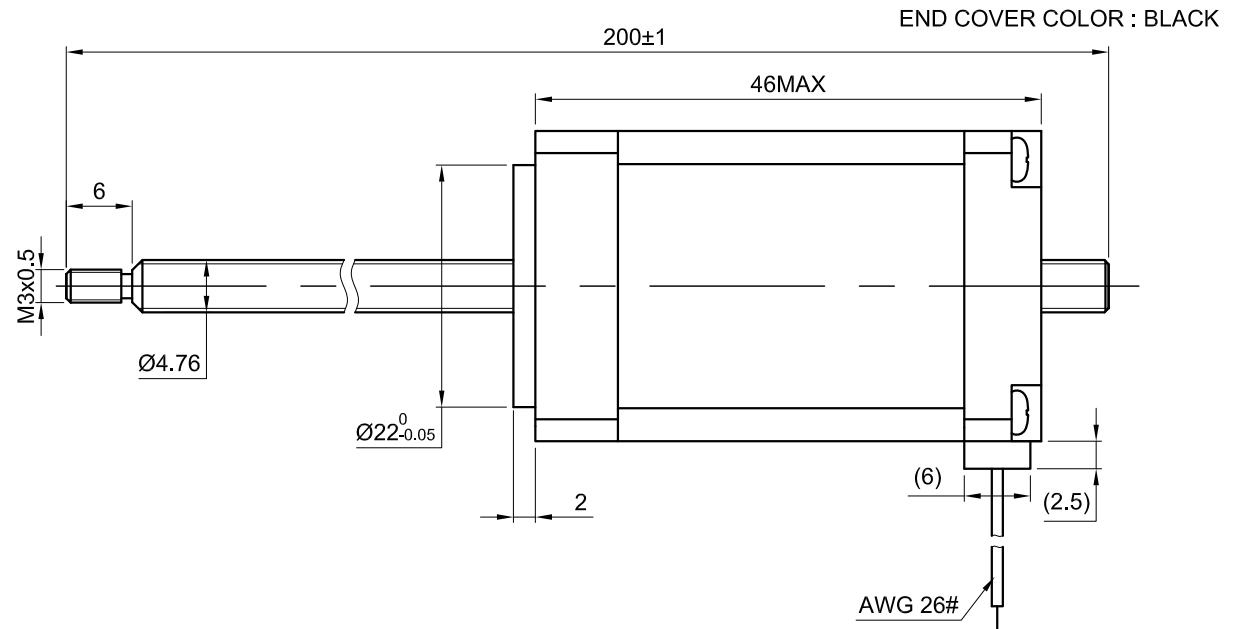 END COVER COLOR : BLACK
200±1
46MAX
6
M3x0.5
Ø4.76
Ø22 0 -0.05
2
(6)
(2.5)
AWG 26#